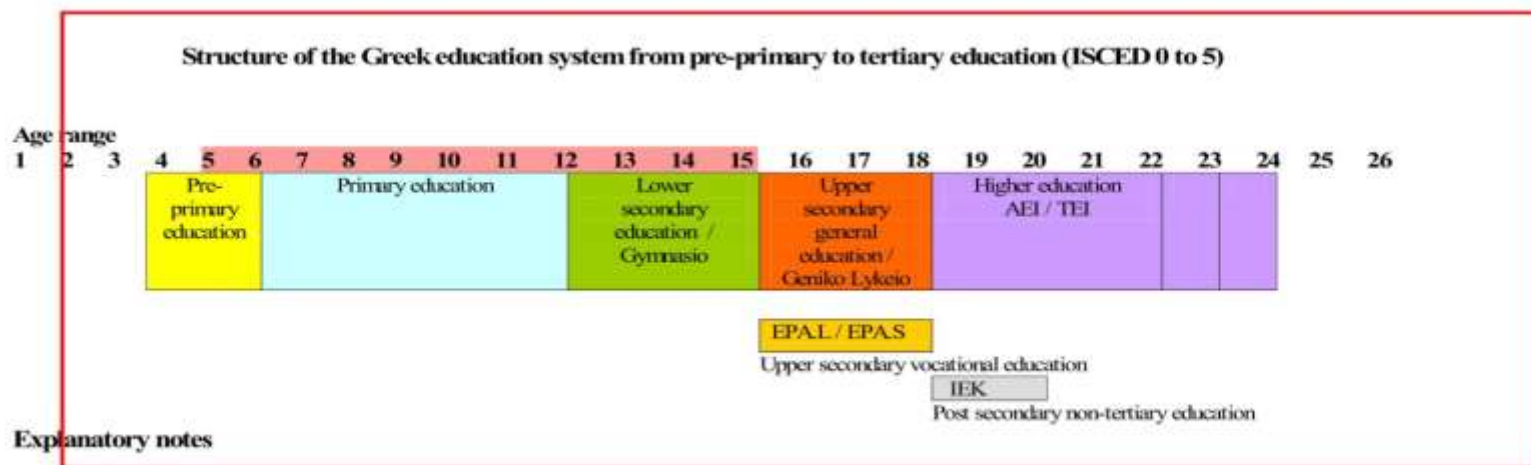 Structure of the Greek education system from pre-primary to tertiary education (ISCED 0 to 5)
Age range
1 2 3 4 5 6 7 8 9 10 11 12 13 14 15 16 17 18 19 20 21 22 23 24 25 26
Pre-
primary
education
Primary education
Lower
secondary
education /
Gymnasio
Upper
secondary
general
education /
Geniko Lykeio
Higher education
AEI / TEI
EPA.L / EPA.S
Upper secondary vocational education
IEK
Post secondary non-tertiary education
Explanatory notes